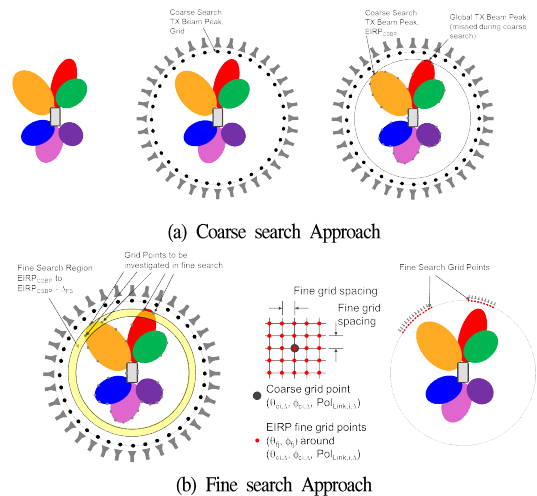 Coarse Search
TX Beam Peak
Grid
Coarse Search
TX Beam Peak,
EIRPCSBP
Global TX Beam Peak
(missed during coarse
search)
(a) Coarse search Approach
Fine Search Region:
EIRPCSBP to
EIRPCSBP - ΔFS
Grid Points to be
investigated in fine search
Fine grid spacing
Fine grid
spacing
Coarse grid point
(θci,Δ, ϕci,Δ, PolLink,i,Δ)
EIRP fine grid points
(θfj, ϕfj) around
(θci,Δ, ϕci,Δ, PolLink,i,Δ)
Fine Search Grid Points
(b) Fine search Approach